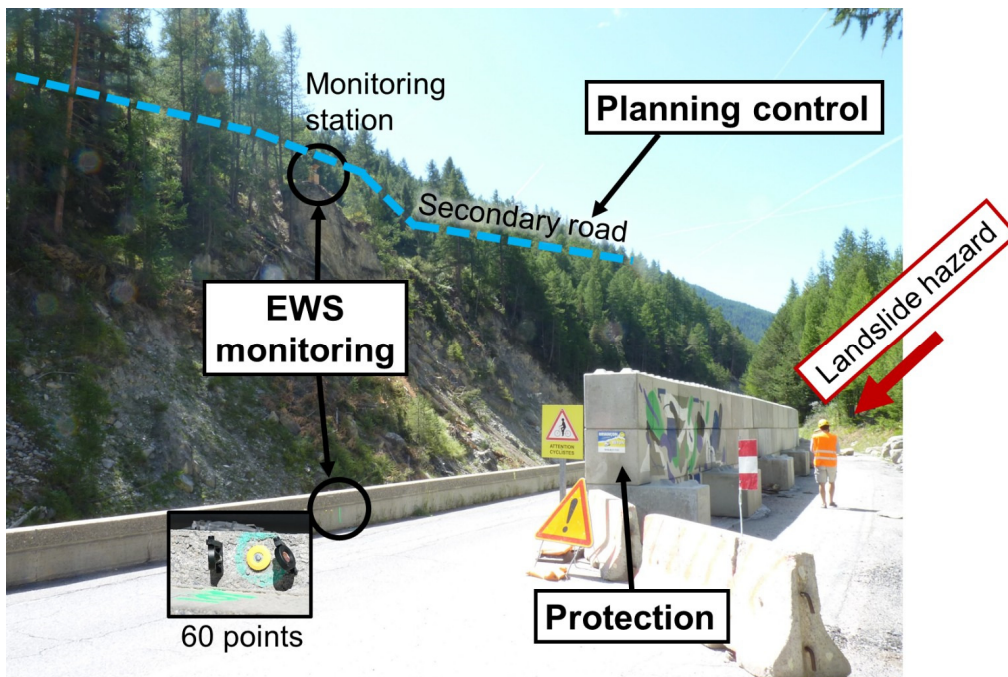 Monitoring
station
Planning control
Secondary road
Landslide hazard
EWS
monitoring
ATTENTION
CYCLISTES
Protection
60 points